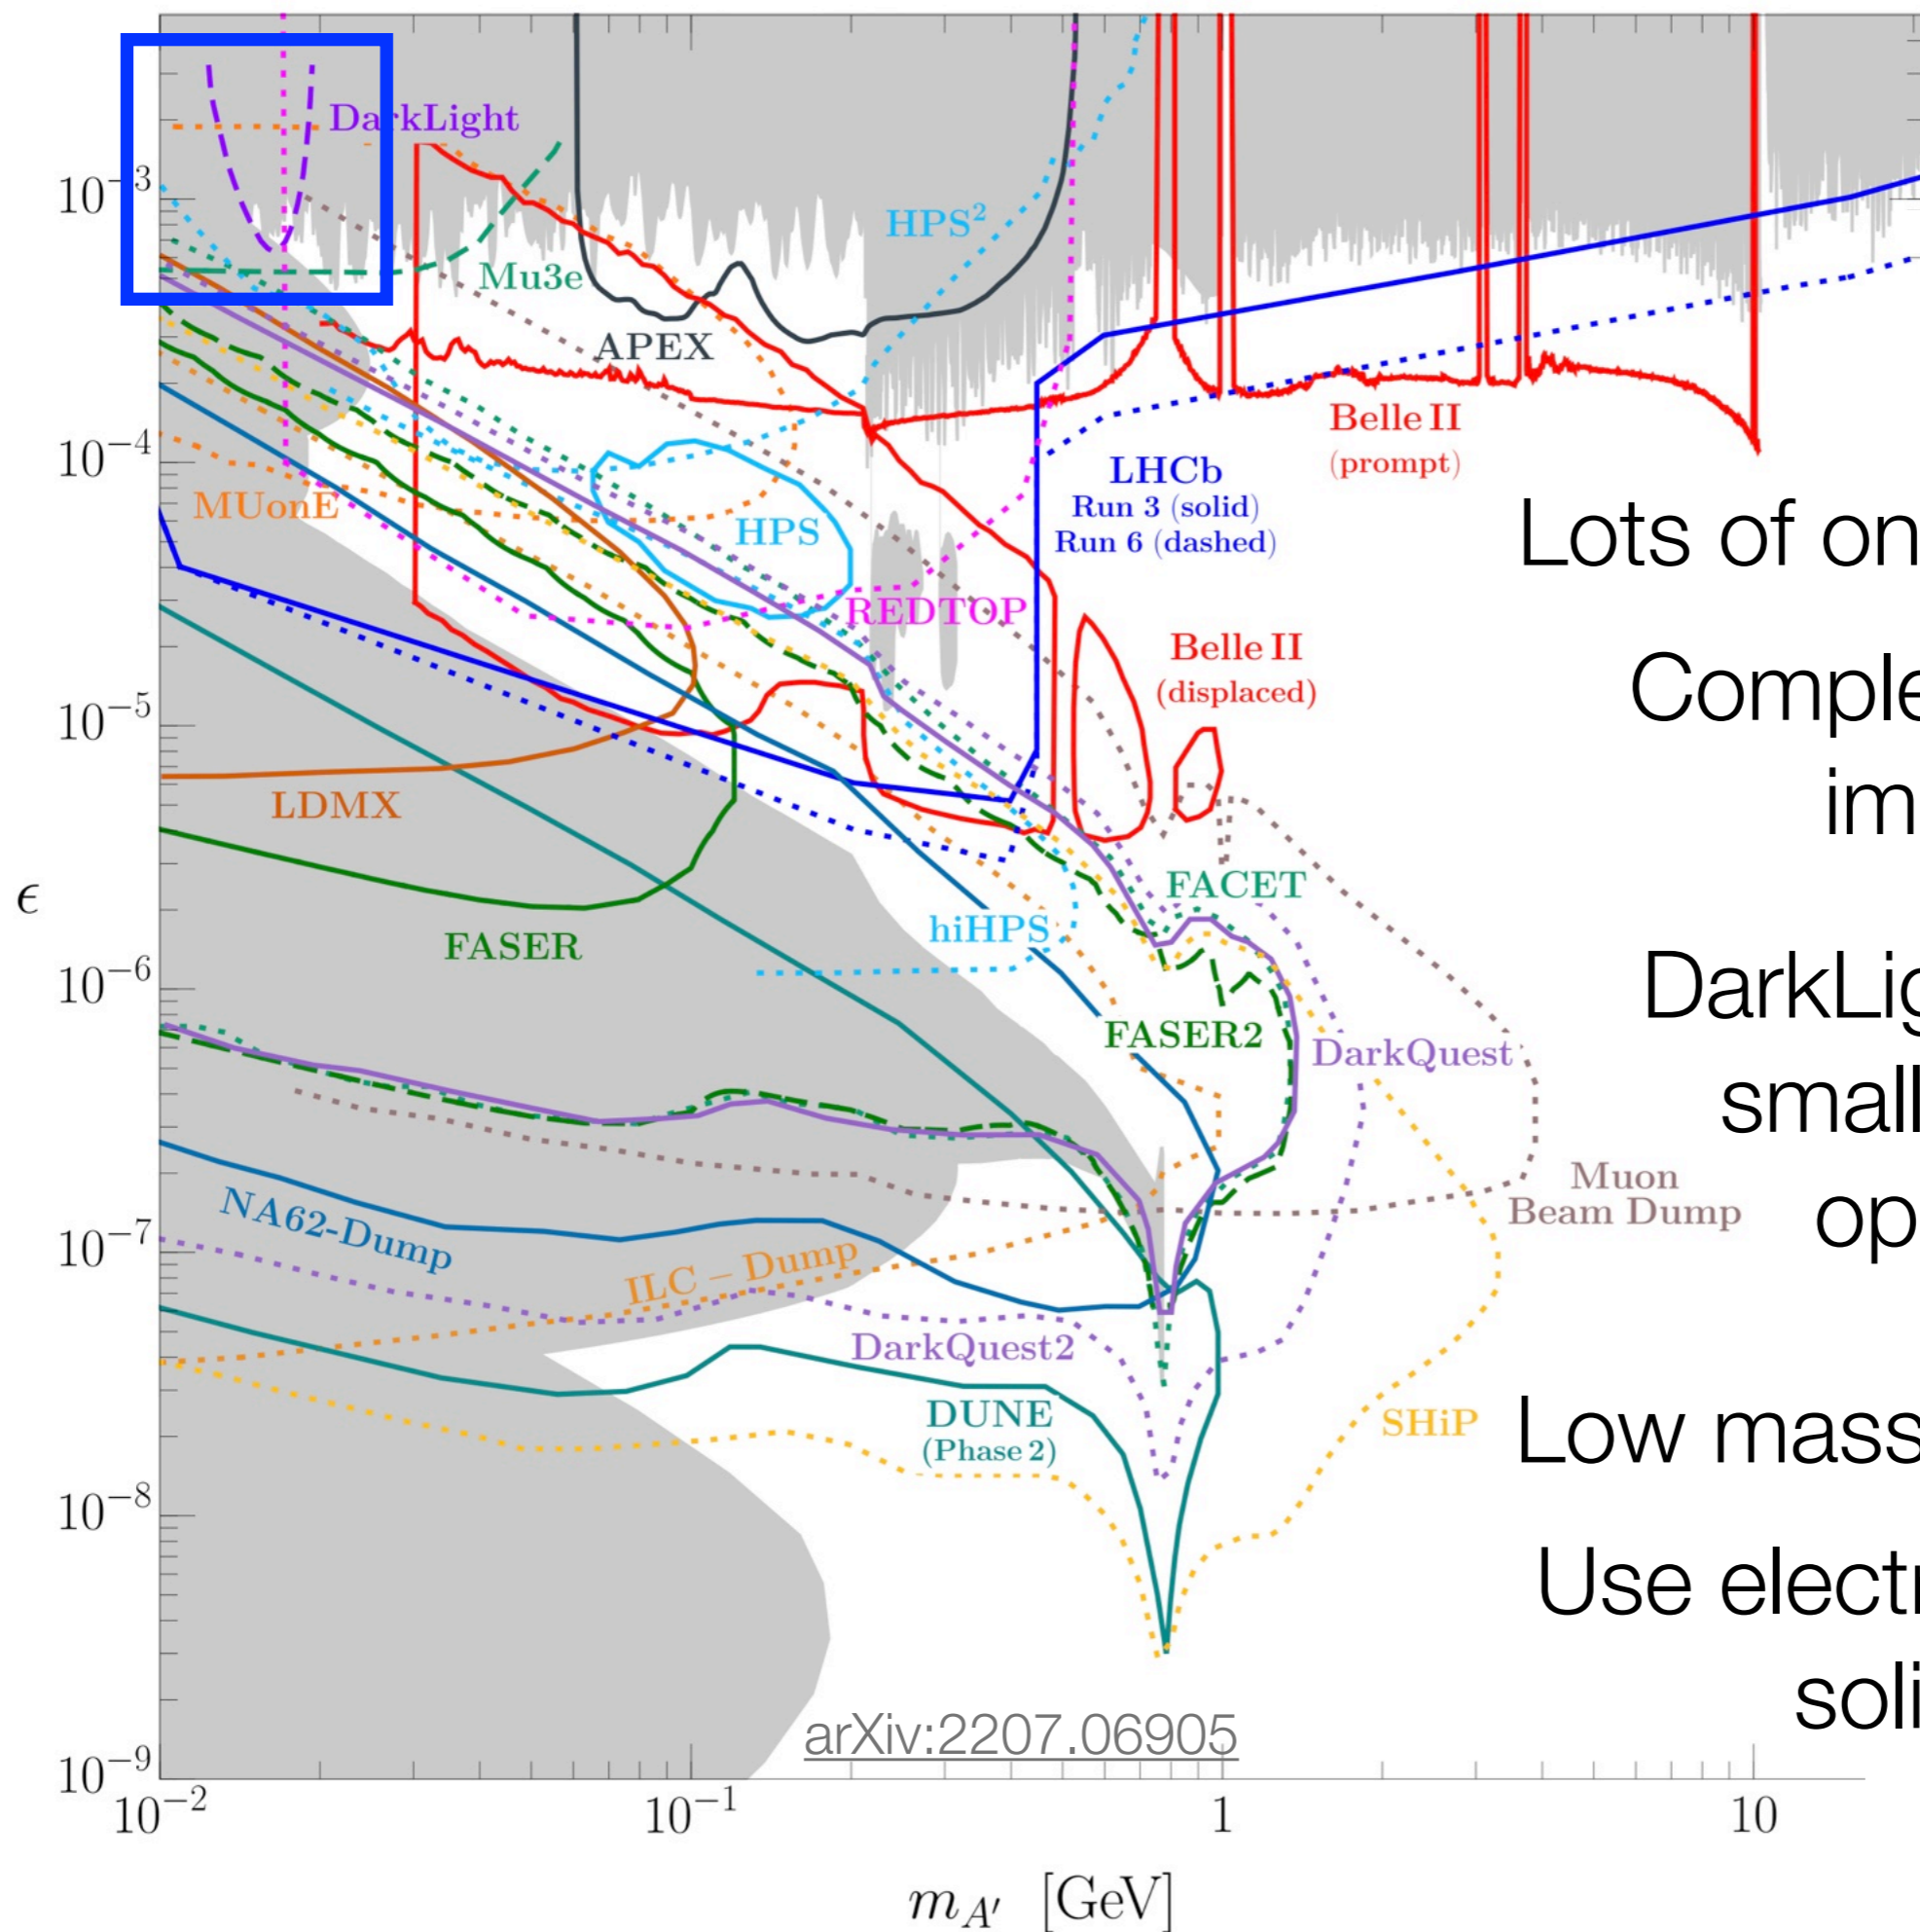 DarkLight
10⁻³
HPS²
Mu3e
APEX
Belle II
(prompt)
10⁻⁴
LHCb
Run 3 (solid)
Run 6 (dashed)
MUonE
HPS
Lots of on
REDTOP
Belle II
(displaced)
Comple
10⁻⁵
LDMX
im
ϵ
FACET
hiHPS
FASER
DarkLig
10⁻⁶
FASER2
DarkQuest
small
Muon
Beam Dump
NA62-Dump
op
10⁻⁷
ILC – Dump
DarkQuest2
DUNE
(Phase 2)
SHiP
Low mass
10⁻⁸
Use electr
soli
arXiv:2207.06905
10⁻⁹
10⁻² 10⁻¹ 1 10
m_A′ [GeV]